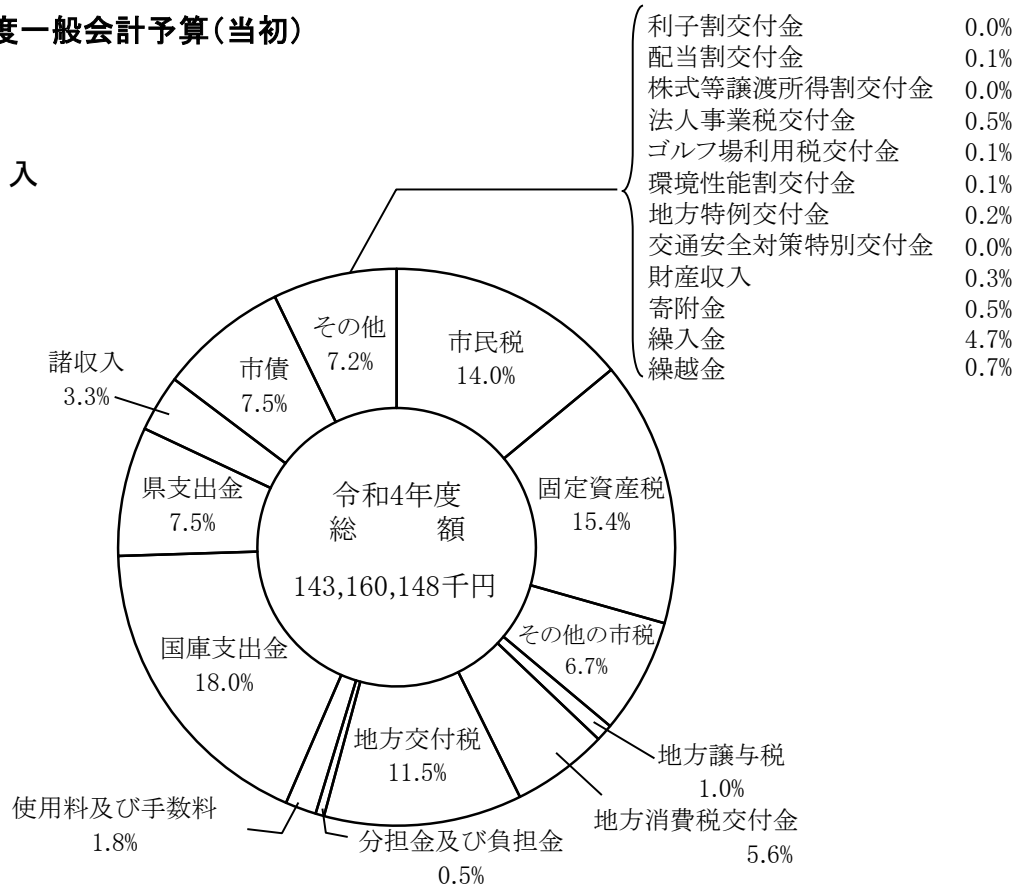 度一般会計予算(当初)
入
利子割交付金 0.0%
配当割交付金 0.1%
株式等譲渡所得割交付金 0.0%
法人事業税交付金 0.5%
ゴルフ場利用税交付金 0.1%
環境性能割交付金 0.1%
地方特例交付金 0.2%
交通安全対策特別交付金 0.0%
財産収入 0.3%
寄附金 0.5%
繰入金 4.7%
繰越金 0.7%
その他
7.2%
市民税
14.0%
固定資産税
15.4%
その他の市税
6.7%
地方譲与税
1.0%
地方消費税交付金
5.6%
地方交付税
11.5%
分担金及び負担金
0.5%
使用料及び手数料
1.8%
国庫支出金
18.0%
県支出金
7.5%
諸収入
3.3%
市債
7.5%
令和4年度
総 額
143,160,148千円